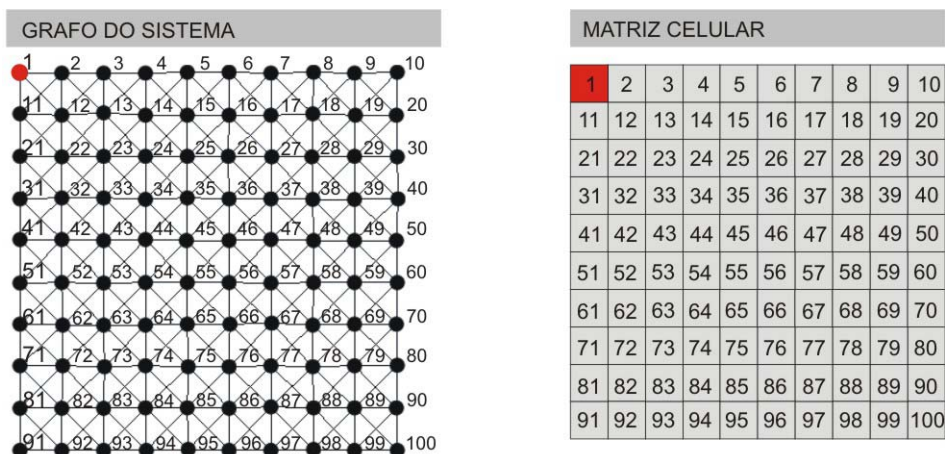 GRAFO DO SISTEMA
1 2 3 4 5 6 7 8 9 10
11 12 13 14 15 16 17 18 19 20
21 22 23 24 25 26 27 28 29 30
31 32 33 34 35 36 37 38 39 40
41 42 43 44 45 46 47 48 49 50
51 52 53 54 55 56 57 58 59 60
61 62 63 64 65 66 67 68 69 70
71 72 73 74 75 76 77 78 79 80
81 82 83 84 85 86 87 88 89 90
91 92 93 94 95 96 97 98 99 100
MATRIZ CELULAR
1 2 3 4 5 6 7 8 9 10
11 12 13 14 15 16 17 18 19 20
21 22 23 24 25 26 27 28 29 30
31 32 33 34 35 36 37 38 39 40
41 42 43 44 45 46 47 48 49 50
51 52 53 54 55 56 57 58 59 60
61 62 63 64 65 66 67 68 69 70
71 72 73 74 75 76 77 78 79 80
81 82 83 84 85 86 87 88 89 90
91 92 93 94 95 96 97 98 99 100